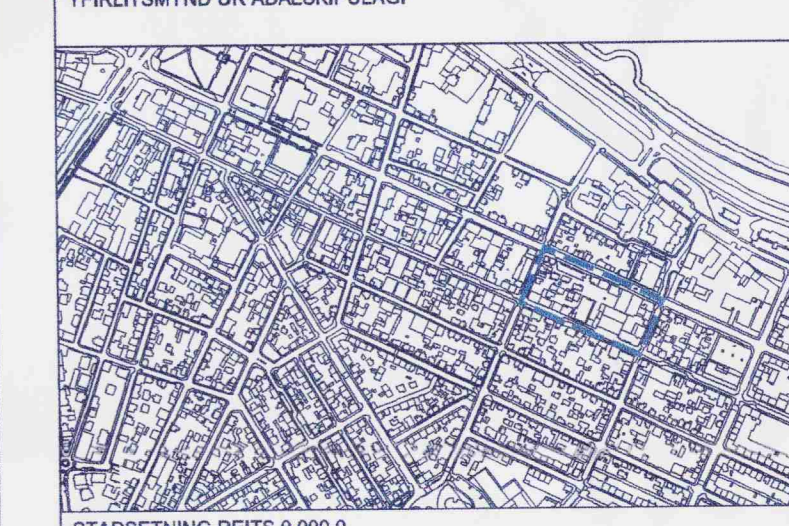 YFIRLITSMYND ÚR AÐALSKIPULAGI
STAÐSETNING REITS 0.000.0